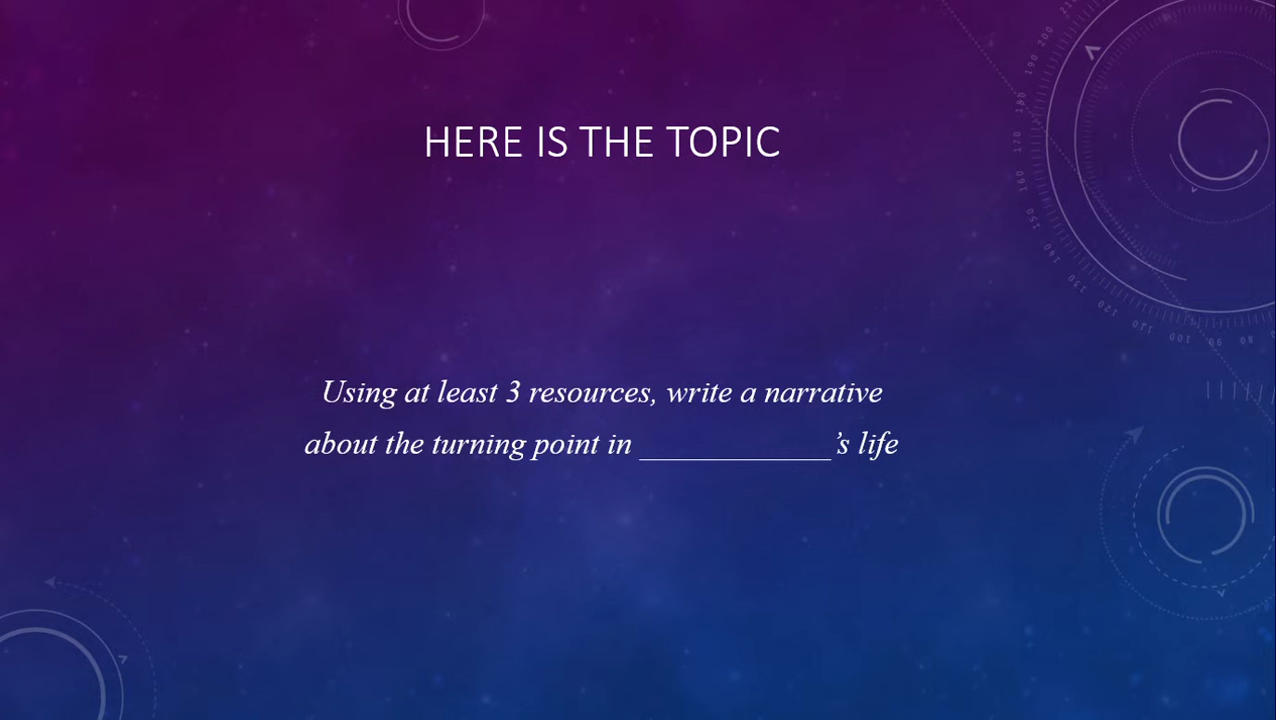 HERE IS THE TOPIC
Using at least 3 resources, write a narrative
about the turning point in ____________’s life